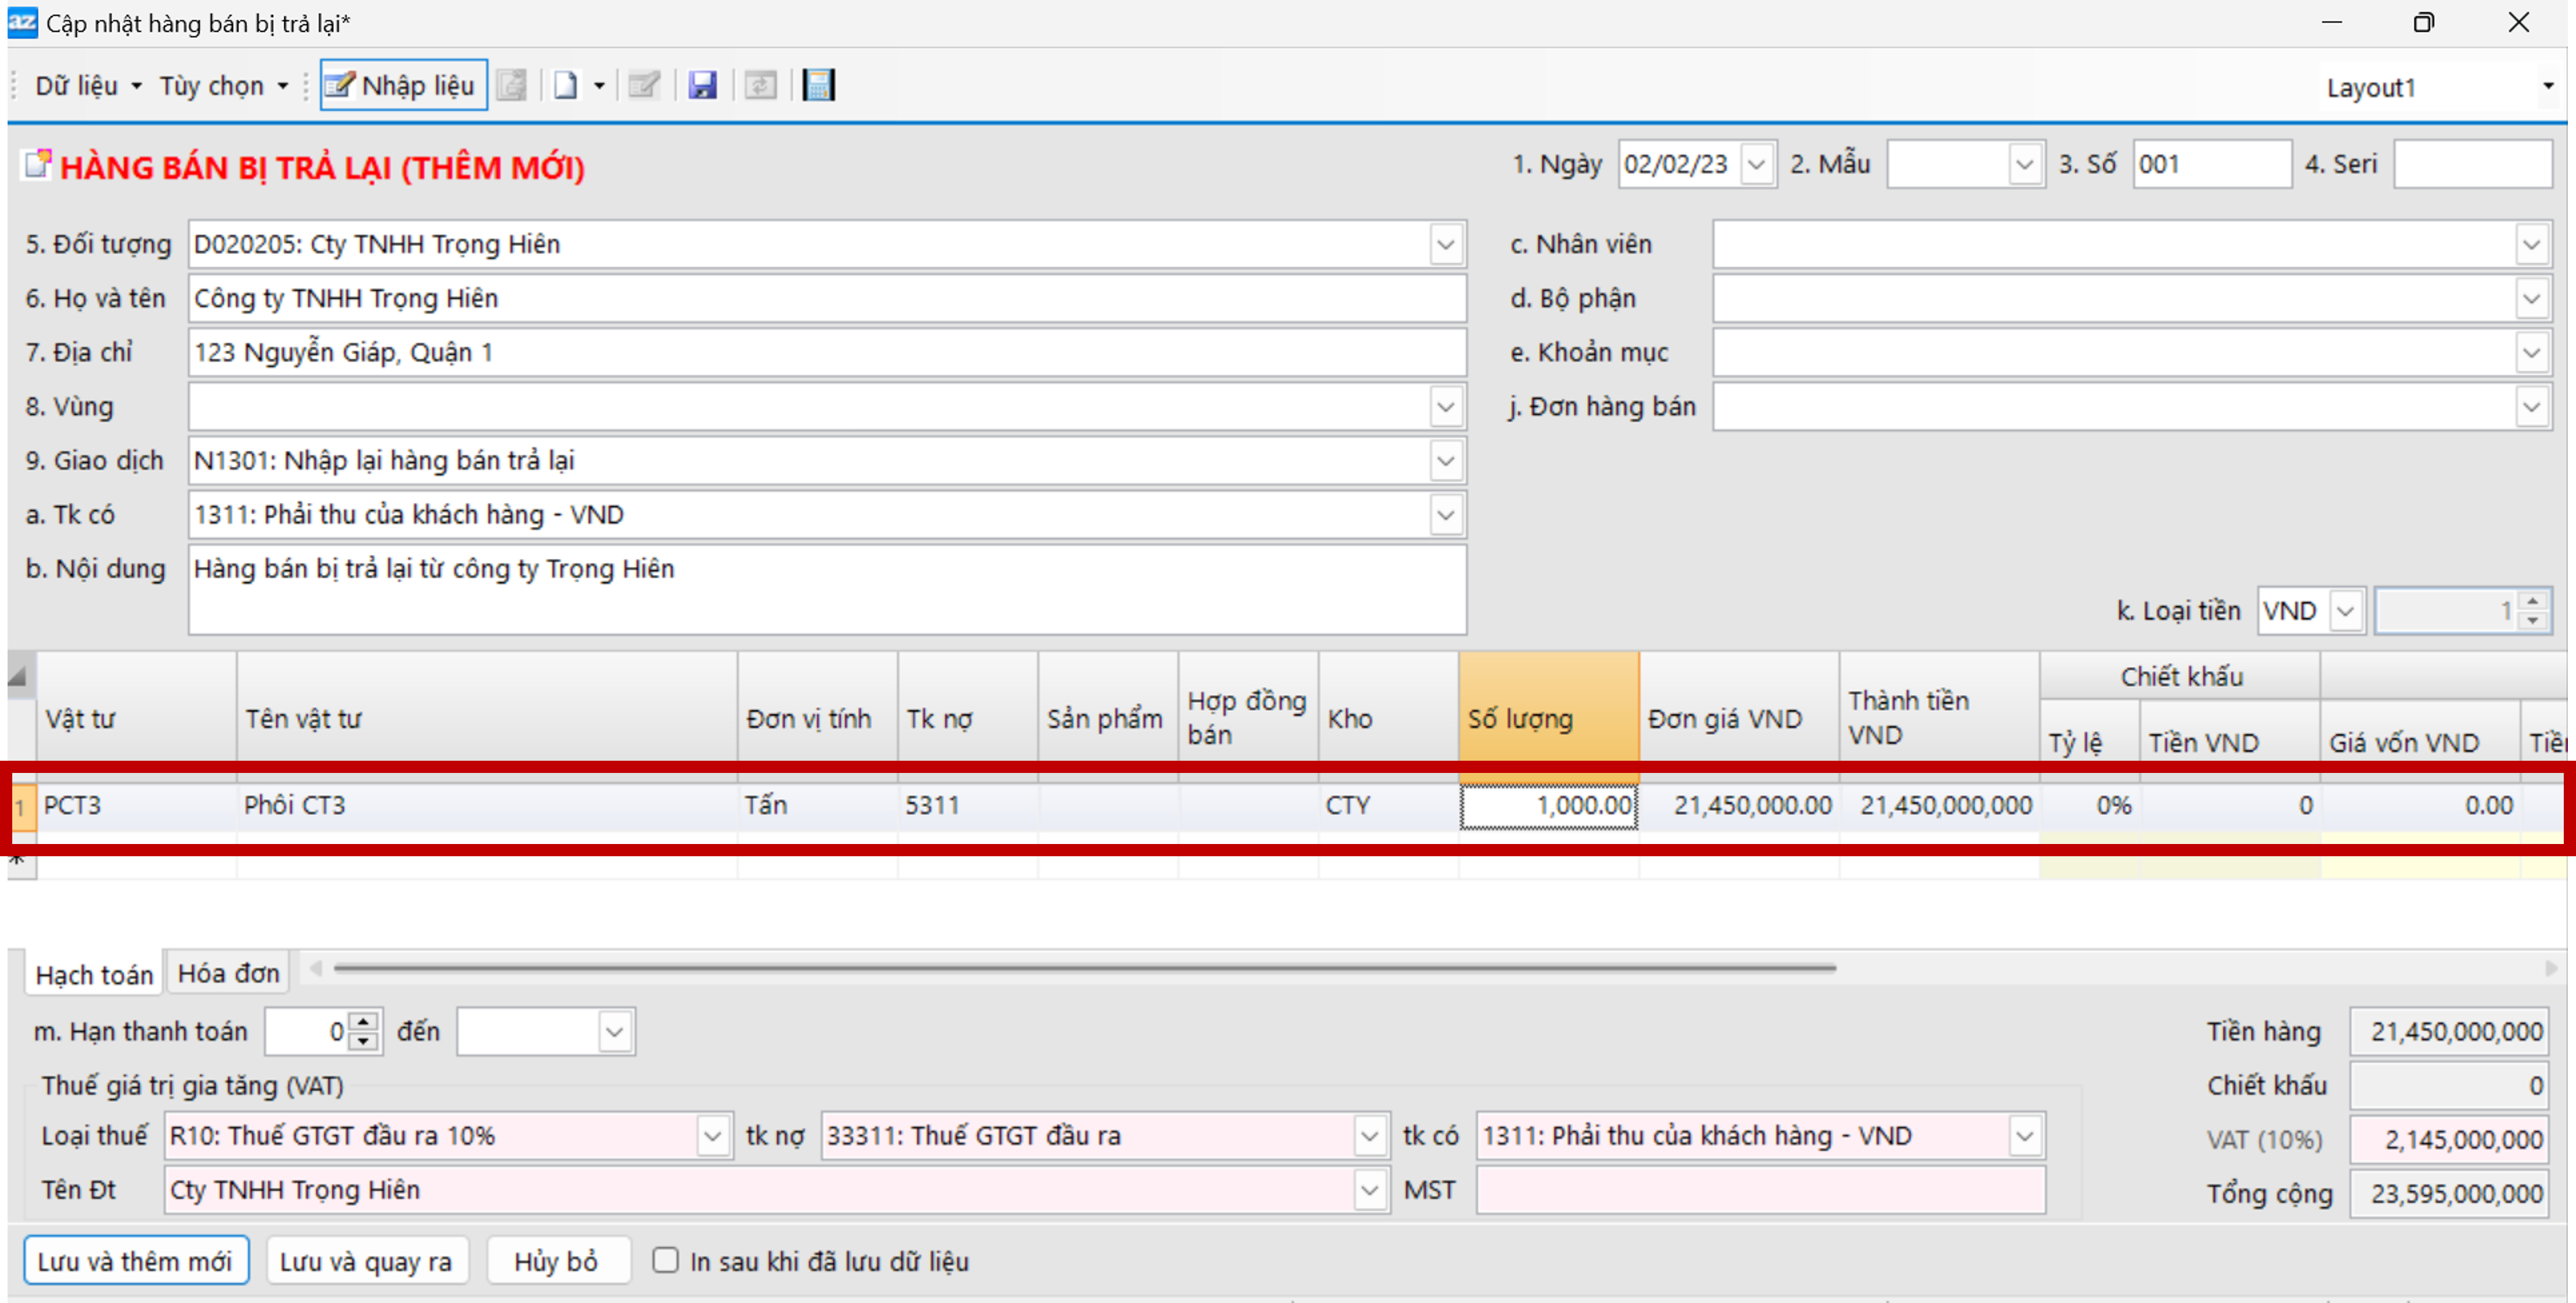 az Cập nhật hàng bán bị trả lại*
Dữ liệu Tùy chọn Nhập liệu Layout1
HÀNG BÁN BỊ TRẢ LẠI (THÊM MỚI) 1. Ngày 02/02/23 2. Mẫu 3. Số 001 4. Seri
5. Đối tượng D020205: Cty TNHH Trọng Hiên c. Nhân viên
6. Họ và tên Công ty TNHH Trọng Hiên d. Bộ phận
7. Địa chỉ 123 Nguyễn Giáp, Quận 1 e. Khoản mục
8. Vùng j. Đơn hàng bán
9. Giao dịch N1301: Nhập lại hàng bán trả lại
a. Tk có 1311: Phải thu của khách hàng - VND
b. Nội dung Hàng bán bị trả lại từ công ty Trọng Hiên
k. Loại tiền VND 1
Chiết khấu
Vật tư Tên vật tư Đơn vị tính Tk nợ Sản phẩm Hợp đồng bán Kho Số lượng Đơn giá VND Thành tiền VND Tỷ lệ Tiền VND Giá vốn VND
1 PCT3 Phôi CT3 Tấn 5311 CTY 1,000.00 21,450,000.00 21,450,000,000 0% 0 0.00
*
Hạch toán Hóa đơn
m. Hạn thanh toán 0 đến Tiền hàng 21,450,000,000
Thuế giá trị gia tăng (VAT) Chiết khấu 0
Loại thuế R10: Thuế GTGT đầu ra 10% tk nợ 33311: Thuế GTGT đầu ra tk có 1311: Phải thu của khách hàng - VND VAT (10%) 2,145,000,000
Tên Đt Cty TNHH Trọng Hiên MST Tổng cộng 23,595,000,000
Lưu và thêm mới Lưu và quay ra Hủy bỏ In sau khi đã lưu dữ liệu